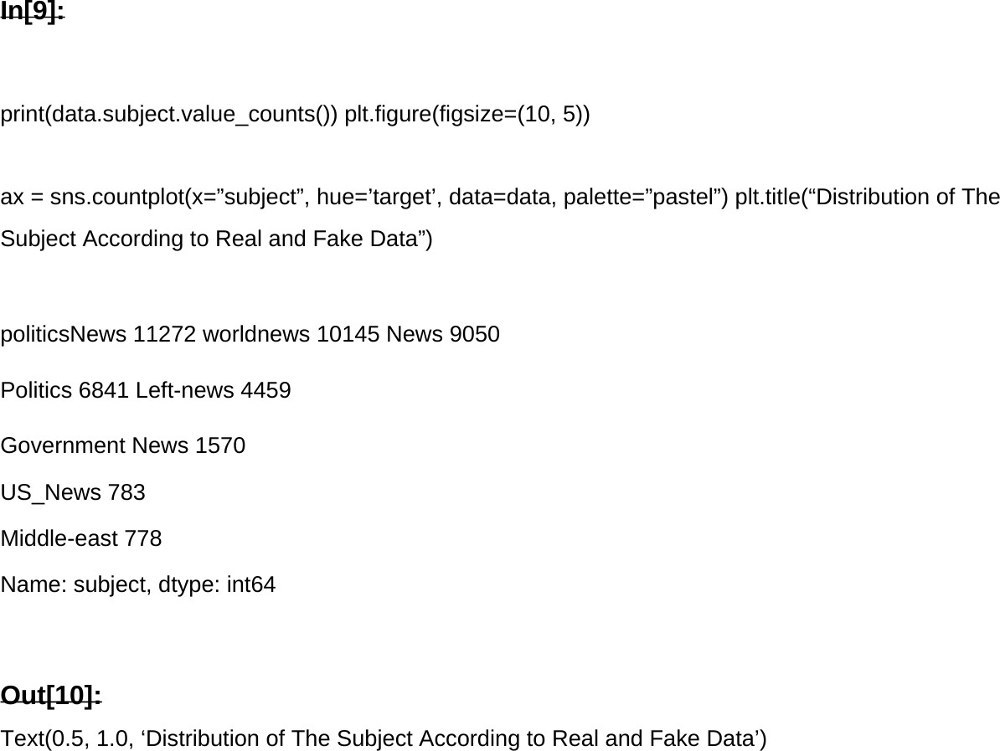 In[9]:
print(data.subject.value_counts()) plt.figure(figsize=(10, 5))
ax = sns.countplot(x=”subject”, hue=’target’, data=data, palette=”pastel”) plt.title(“Distribution of The
Subject According to Real and Fake Data”)
politicsNews 11272 worldnews 10145 News 9050
Politics 6841 Left-news 4459
Government News 1570
US_News 783
Middle-east 778
Name: subject, dtype: int64
Out[10]:
Text(0.5, 1.0, ‘Distribution of The Subject According to Real and Fake Data’)